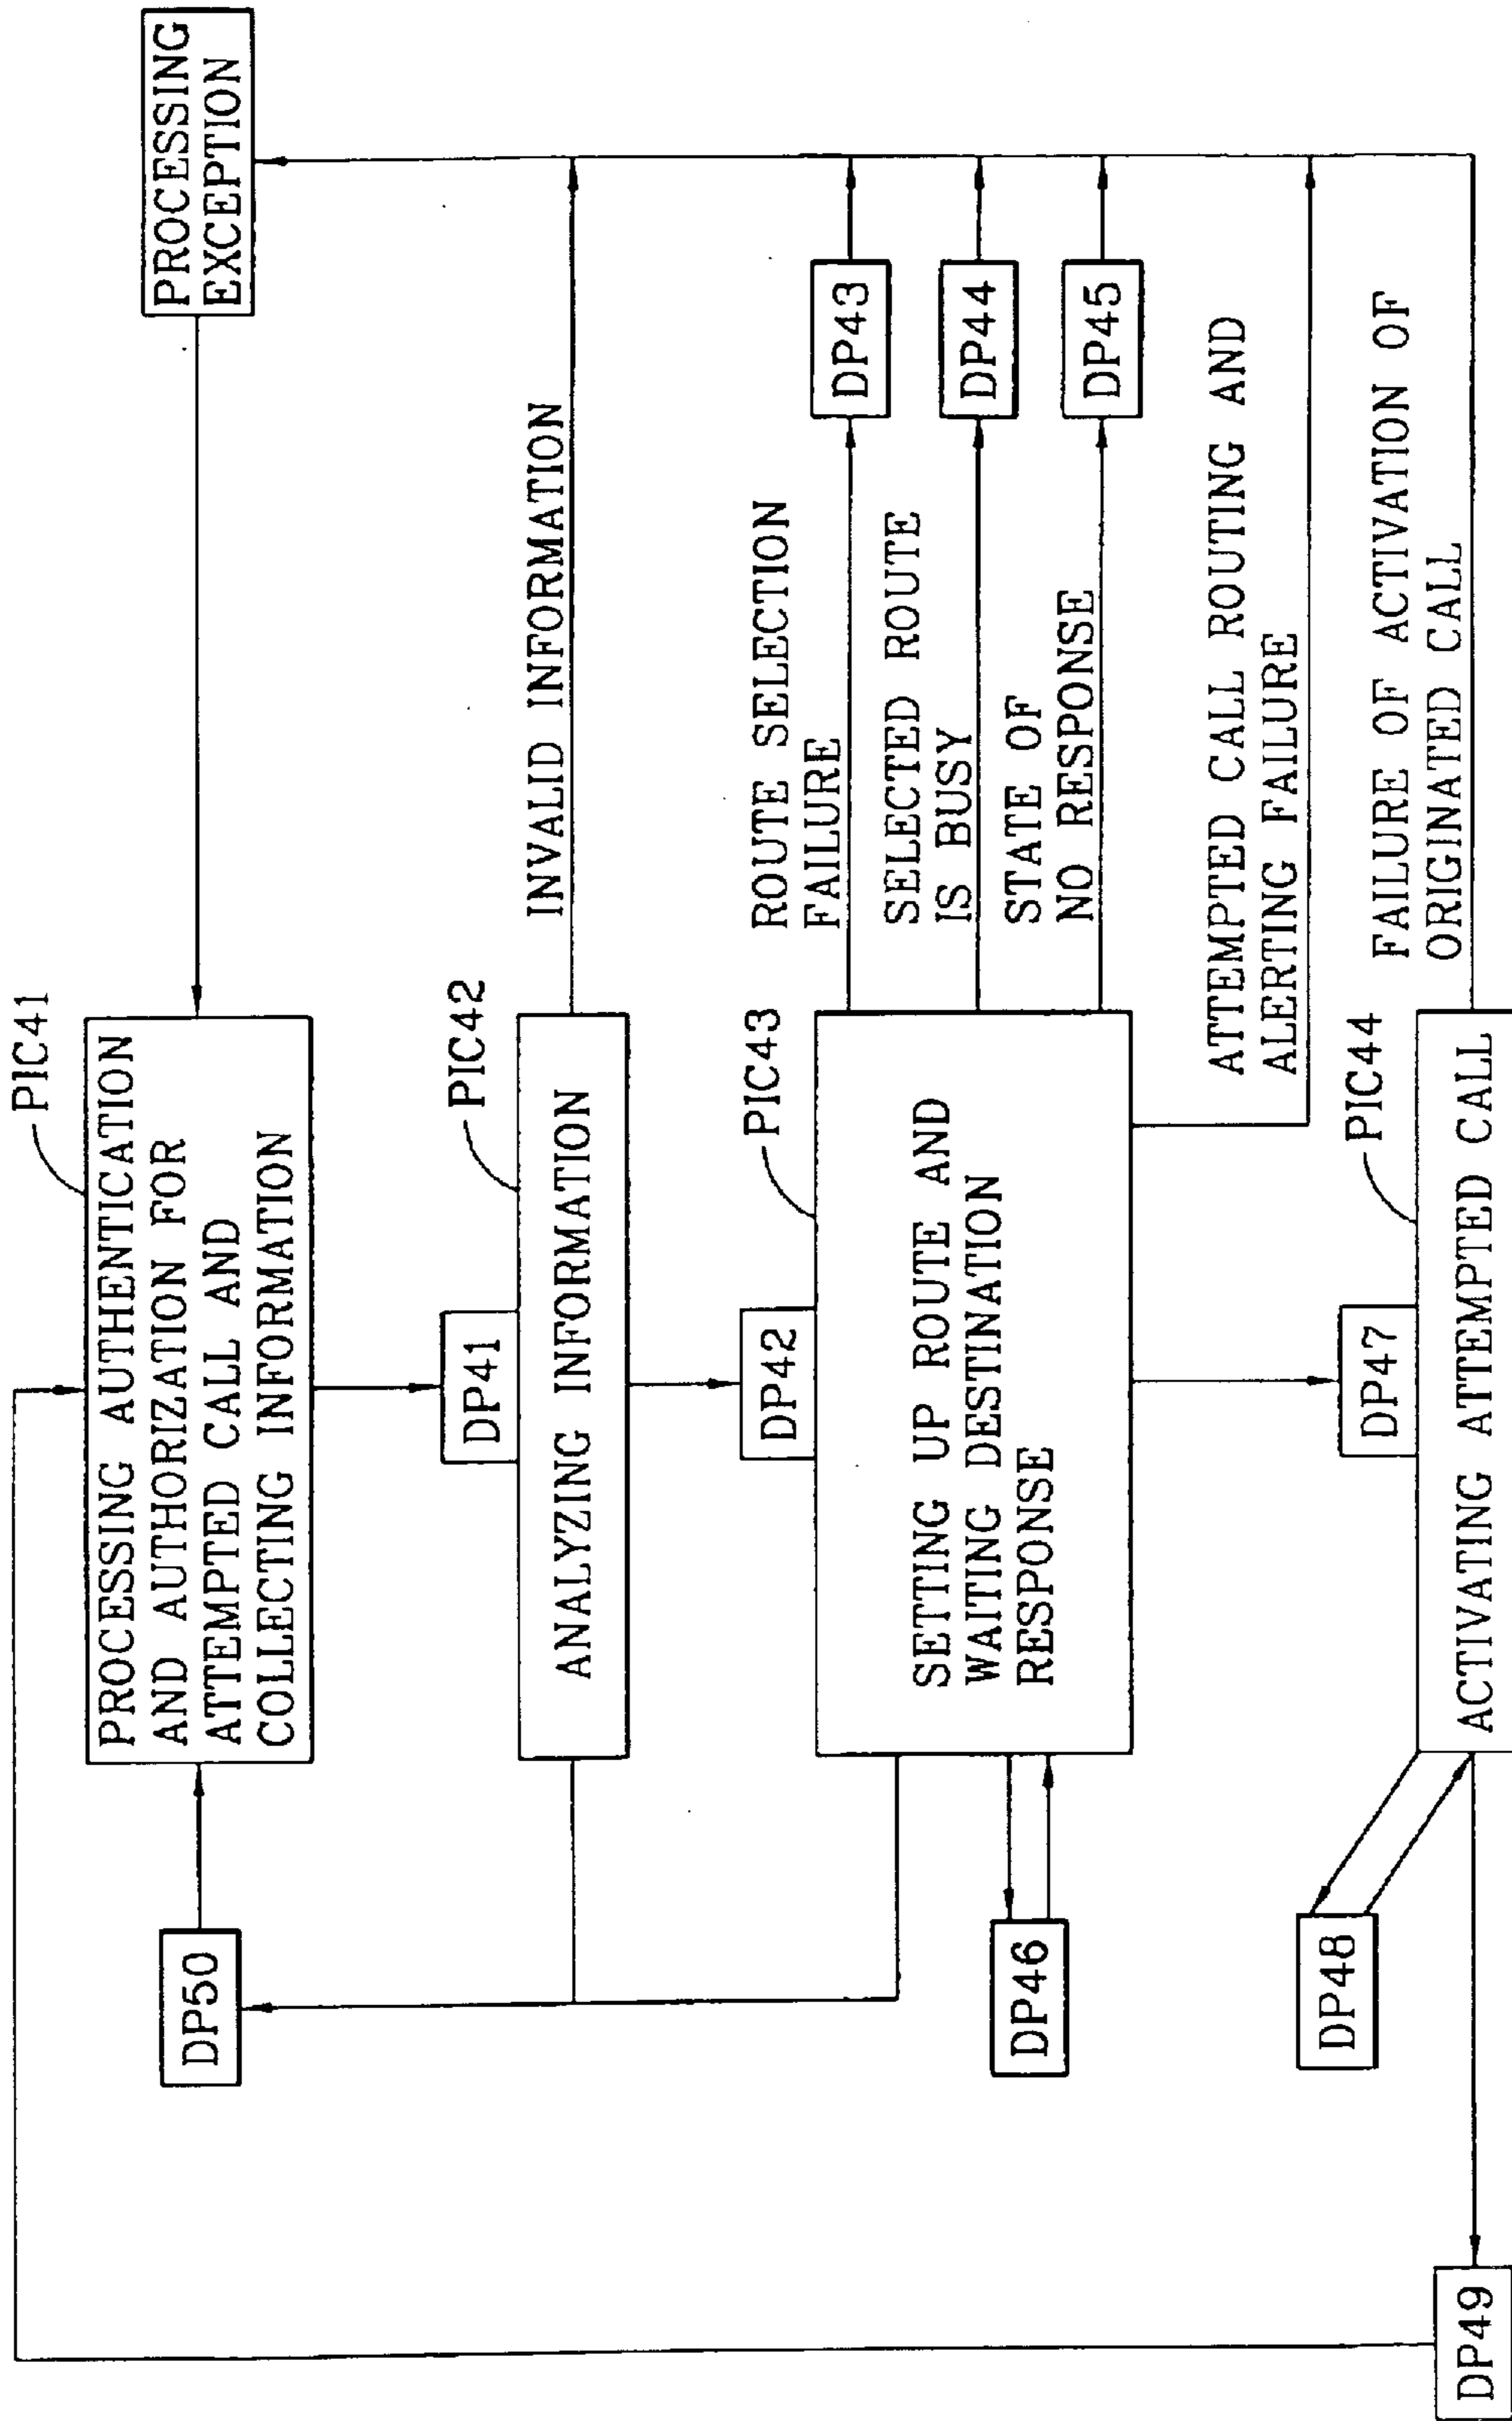 PROCESSING
EXCEPTION
PIC41
PROCESSING AUTHENTICATION
AND AUTHORIZATION FOR
ATTEMPTED CALL AND
COLLECTING INFORMATION
DP50
INVALID INFORMATION
PIC42
DP41
ANALYZING INFORMATION
ROUTE SELECTION
FAILURE
DP43
SELECTED ROUTE
IS BUSY
DP44
STATE OF
NO RESPONSE
DP45
PIC43
DP42
SETTING UP ROUTE AND
WAITING DESTINATION
RESPONSE
DP46
ATTEMPTED CALL ROUTING AND
ALERTING FAILURE
FAILURE OF ACTIVATION OF
ORIGINATED CALL
PIC44
DP47
ACTIVATING ATTEMPTED CALL
DP48
DP49